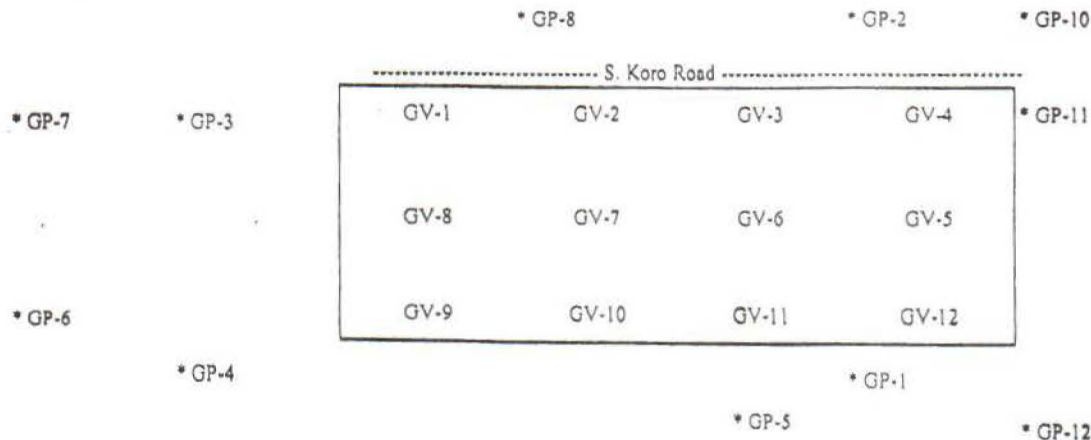 * GP-8 * GP-2 * GP-10
S. Koro Road
* GP-7 * GP-3 GV-1 GV-2 GV-3 GV-4 * GP-11
GV-8 GV-7 GV-6 GV-5
* GP-6 GV-9 GV-10 GV-11 GV-12
* GP-4 * GP-1
* GP-5 * GP-12